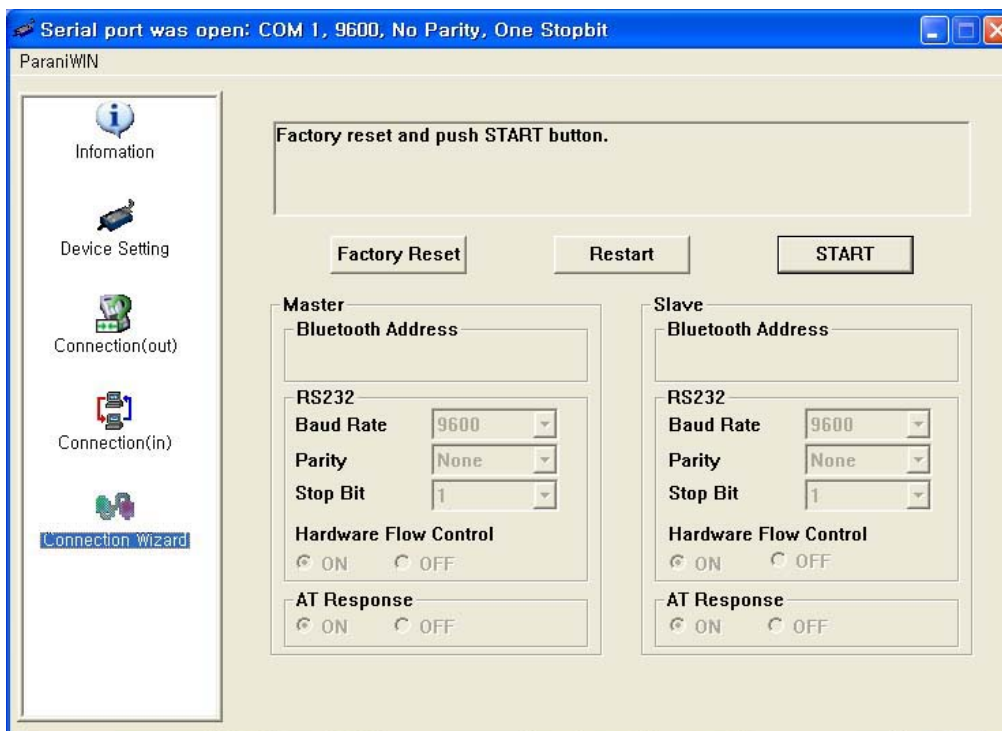 Serial port was open: COM 1, 9600, No Parity, One Stopbit
ParaniWIN
Infomation
Device Setting
Connection(out)
Connection(in)
Connection Wizard
Factory reset and push START button.
Factory Reset
Restart
START
Master
Bluetooth Address
RS232
Baud Rate 9600
Parity None
Stop Bit 1
Hardware Flow Control
ON OFF
AT Response
ON OFF
Slave
Bluetooth Address
RS232
Baud Rate 9600
Parity None
Stop Bit 1
Hardware Flow Control
ON OFF
AT Response
ON OFF